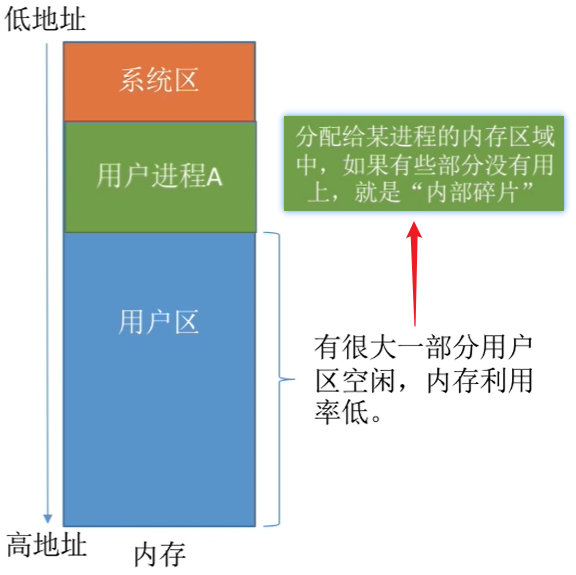 低地址
系统区
用户进程A
分配给某进程的内存区域
中，如果有些部分没有用
上，就是“内部碎片”
用户区
有很大一部分用户
区空闲，内存利用
率低。
高地址
内存